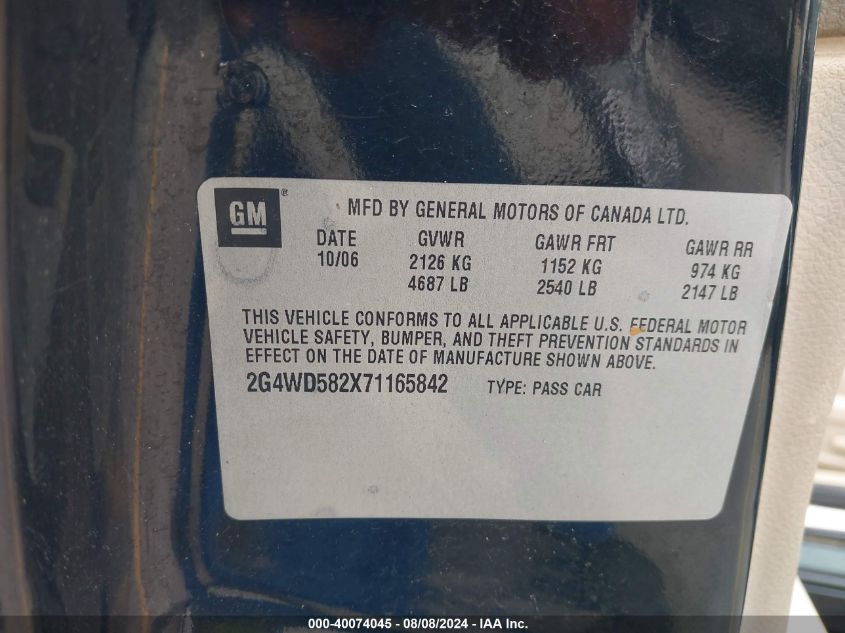 GM ® MFD BY GENERAL MOTORS OF CANADA LTD.
DATE GVWR GAWR FRT GAWR RR
10/06 2126 KG 1152 KG 974 KG
4687 LB 2540 LB 2147 LB
THIS VEHICLE CONFORMS TO ALL APPLICABLE U.S. FEDERAL MOTOR
VEHICLE SAFETY, BUMPER, AND THEFT PREVENTION STANDARDS IN
EFFECT ON THE DATE OF MANUFACTURE SHOWN ABOVE.
2G4WD582X71165842 TYPE: PASS CAR
000-40074045 - 08/08/2024 - IAA Inc.